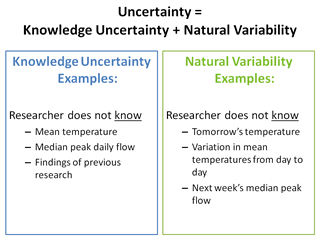 Uncertainty =
Knowledge Uncertainty + Natural Variability
Knowledge Uncertainty
Examples:
Researcher does not know
– Mean temperature
– Median peak daily flow
– Findings of previous
research
Natural Variability
Examples:
Researcher does not know
– Tomorrow's temperature
– Variation in mean
temperatures from day to
day
– Next week's median peak
flow